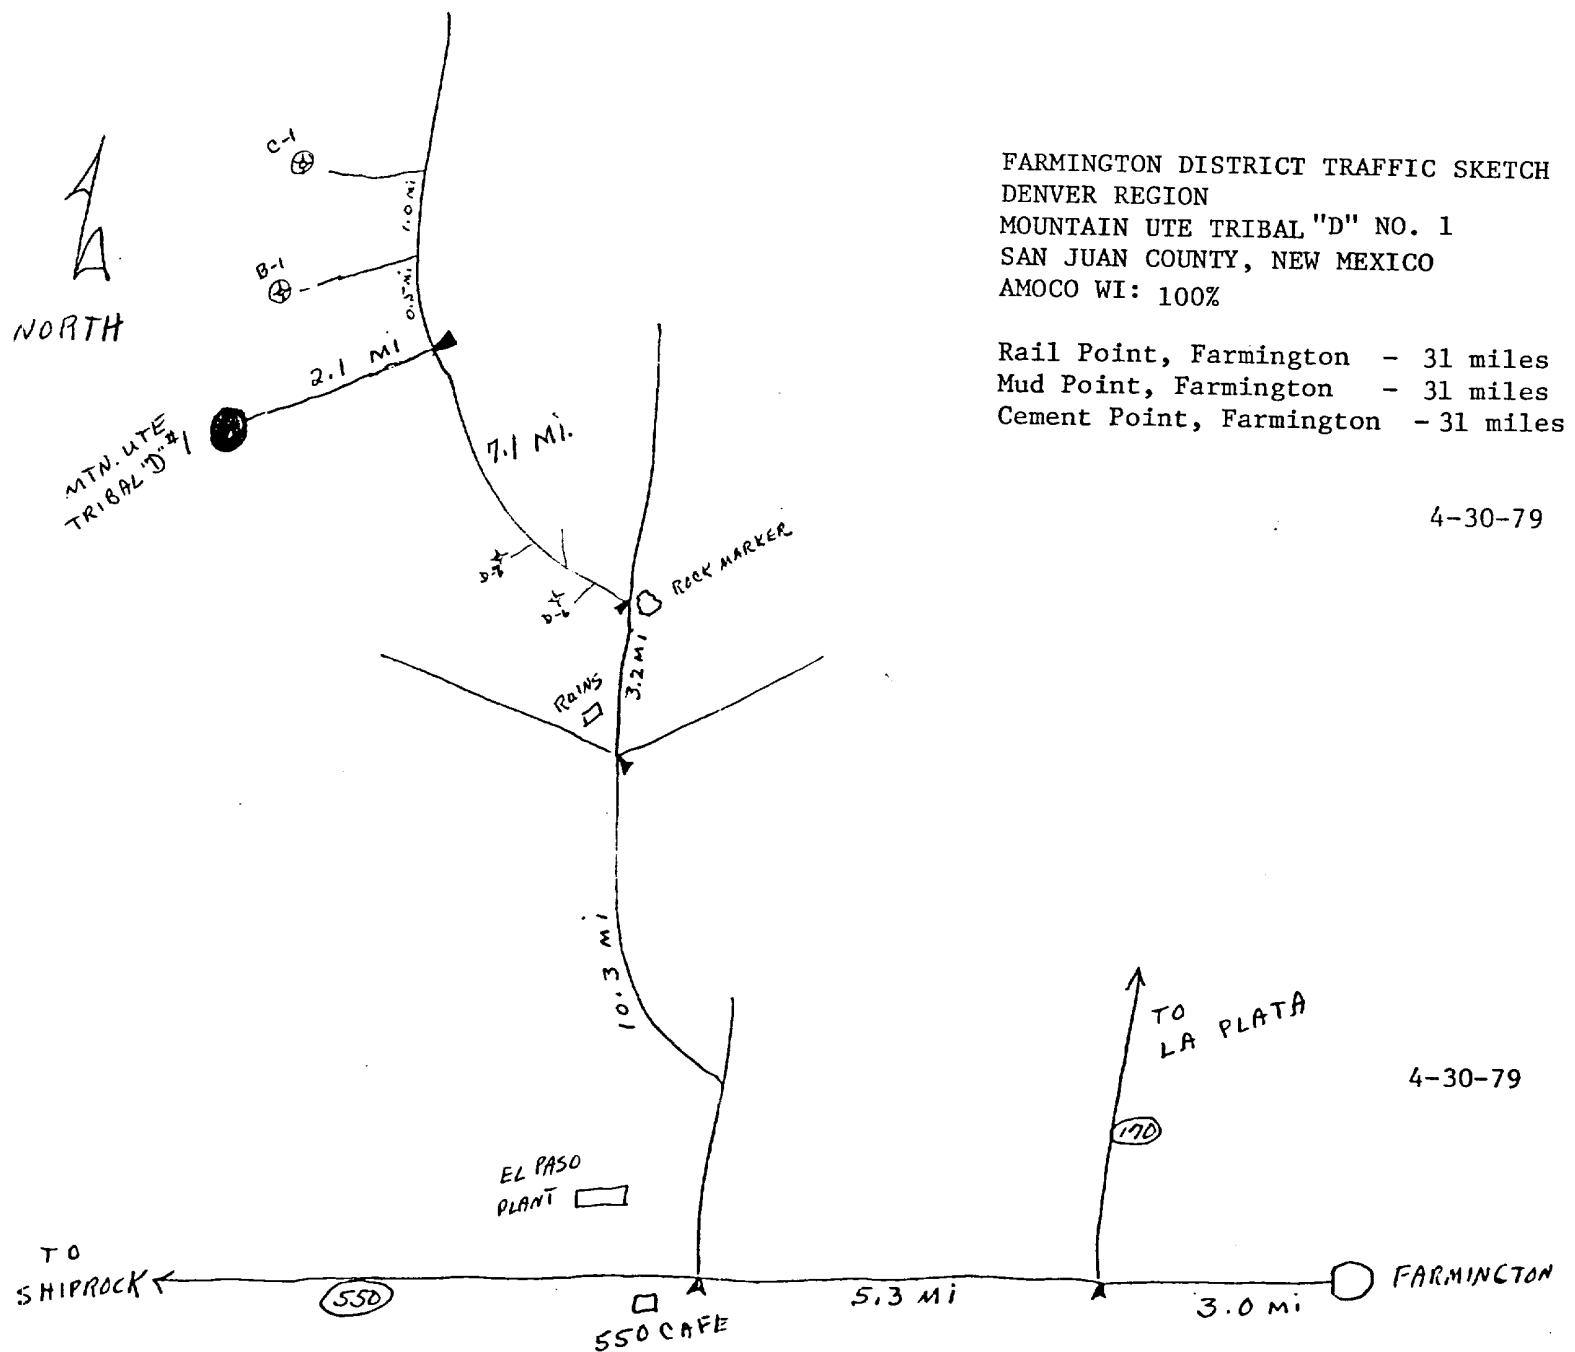 FARMINGTON DISTRICT TRAFFIC SKETCH
DENVER REGION
MOUNTAIN UTE TRIBAL "D" NO. 1
SAN JUAN COUNTY, NEW MEXICO
AMOCO WI: 100%
Rail Point, Farmington - 31 miles
Mud Point, Farmington - 31 miles
Cement Point, Farmington - 31 miles
4-30-79
C-1
1.0 Mi
B-1
0.5 Mi
NORTH
2.1 Mi
MTN. UTE
TRIBAL "D" #1
7.1 Mi.
D-6
ROCK MARKER
3.2 Mi
RUINS
10.3 Mi
TO
LA PLATA
4-30-79
170
EL PASO
PLANT
TO
SHIPROCK
550
550 CAFE
5.3 Mi
3.0 Mi
FARMINGTON